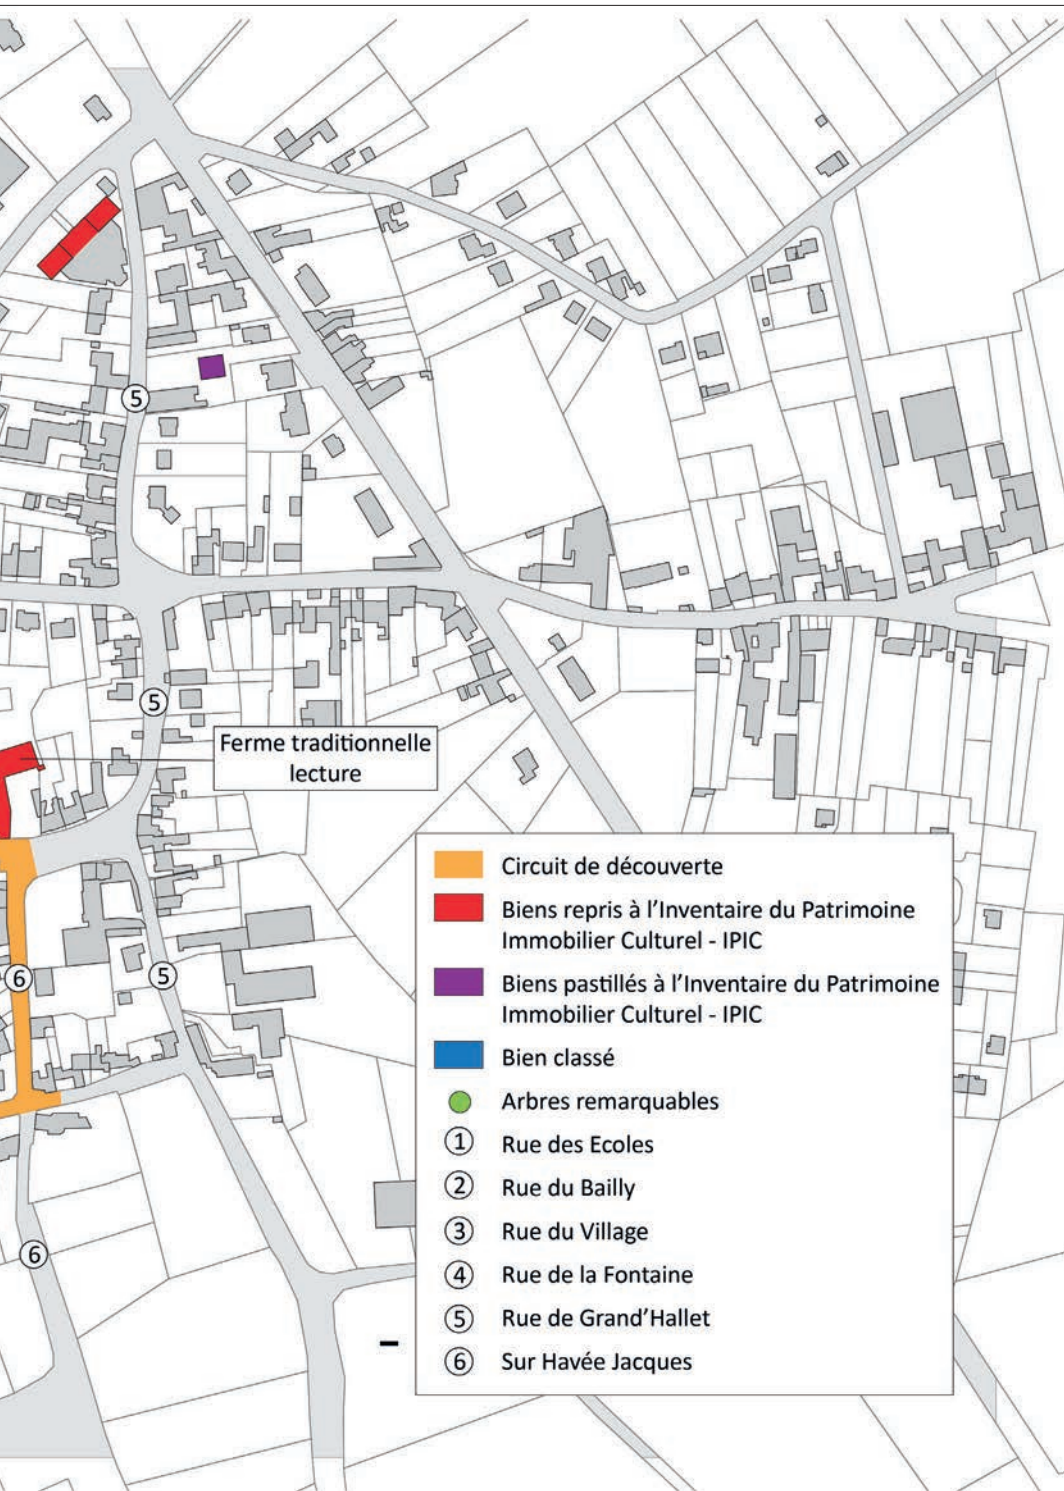 5
5
Ferme traditionnelle
lecture
6
5
6
Circuit de découverte
Biens repris à l'Inventaire du Patrimoine
Immobilier Culturel - IPIC
Biens pastillés à l'Inventaire du Patrimoine
Immobilier Culturel - IPIC
Bien classé
Arbres remarquables
1 Rue des Ecoles
2 Rue du Bailly
3 Rue du Village
4 Rue de la Fontaine
5 Rue de Grand'Hallet
6 Sur Havée Jacques